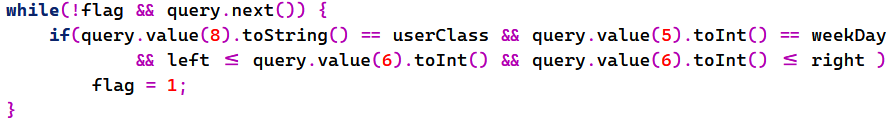 while(!flag && query.next()) {
    if(query.value(8).toString() == userClass && query.value(5).toInt() == weekDay
            && left ≤ query.value(6).toInt() && query.value(6).toInt() ≤ right )
        flag = 1;
}